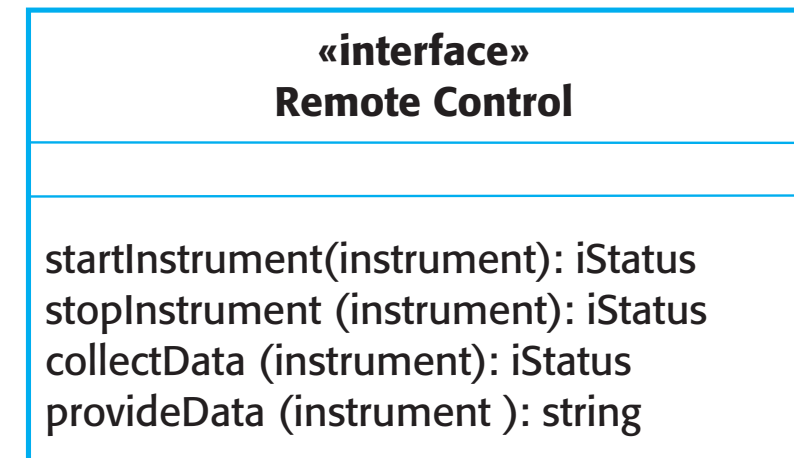 «interface»
Remote Control
startInstrument(instrument): iStatus
stopInstrument (instrument): iStatus
collectData (instrument): iStatus
provideData (instrument ): string